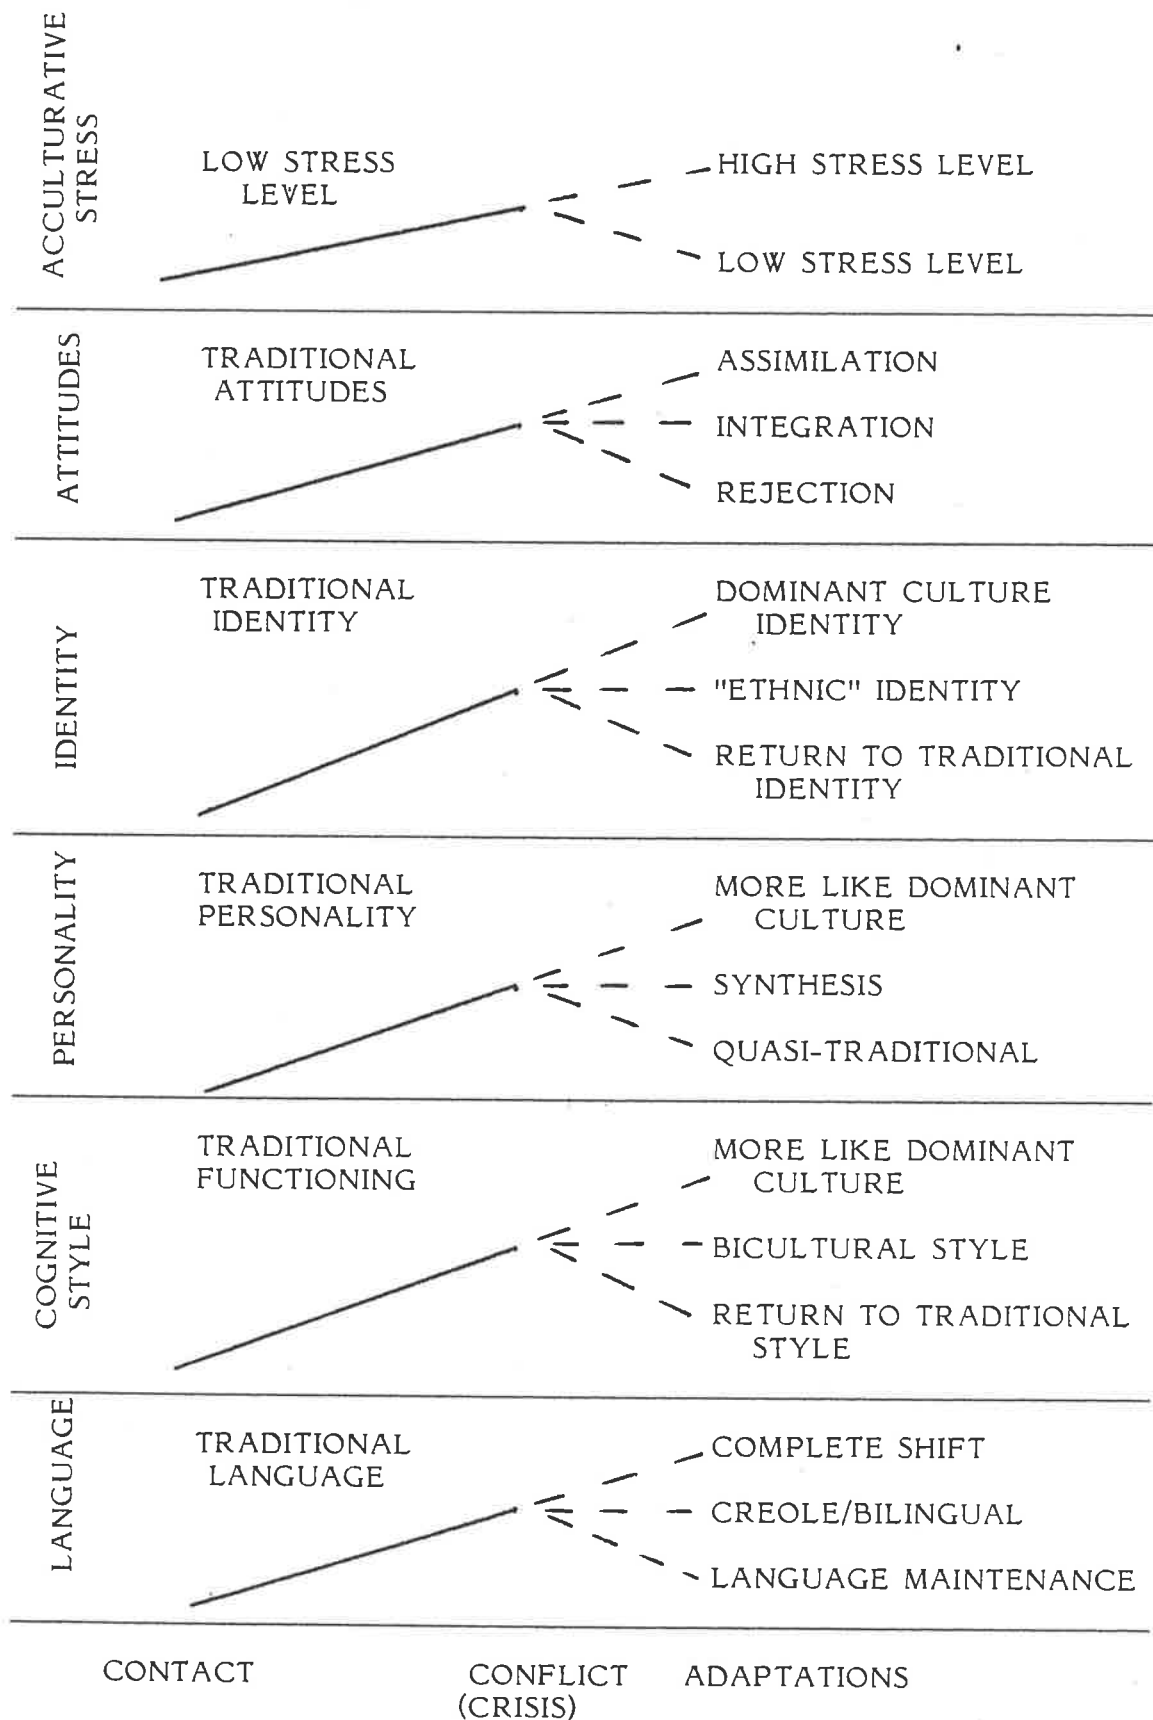 ACCULTURATIVE
STRESS
LOW STRESS
LEVEL
HIGH STRESS LEVEL
LOW STRESS LEVEL
ATTITUDES
TRADITIONAL
ATTITUDES
ASSIMILATION
INTEGRATION
REJECTION
IDENTITY
TRADITIONAL
IDENTITY
DOMINANT CULTURE
IDENTITY
"ETHNIC" IDENTITY
RETURN TO TRADITIONAL
IDENTITY
PERSONALITY
TRADITIONAL
PERSONALITY
MORE LIKE DOMINANT
CULTURE
SYNTHESIS
QUASI-TRADITIONAL
COGNITIVE
STYLE
TRADITIONAL
FUNCTIONING
MORE LIKE DOMINANT
CULTURE
BICULTURAL STYLE
RETURN TO TRADITIONAL
STYLE
LANGUAGE
TRADITIONAL
LANGUAGE
COMPLETE SHIFT
CREOLE/BILINGUAL
LANGUAGE MAINTENANCE
CONTACT
CONFLICT
(CRISIS)
ADAPTATIONS